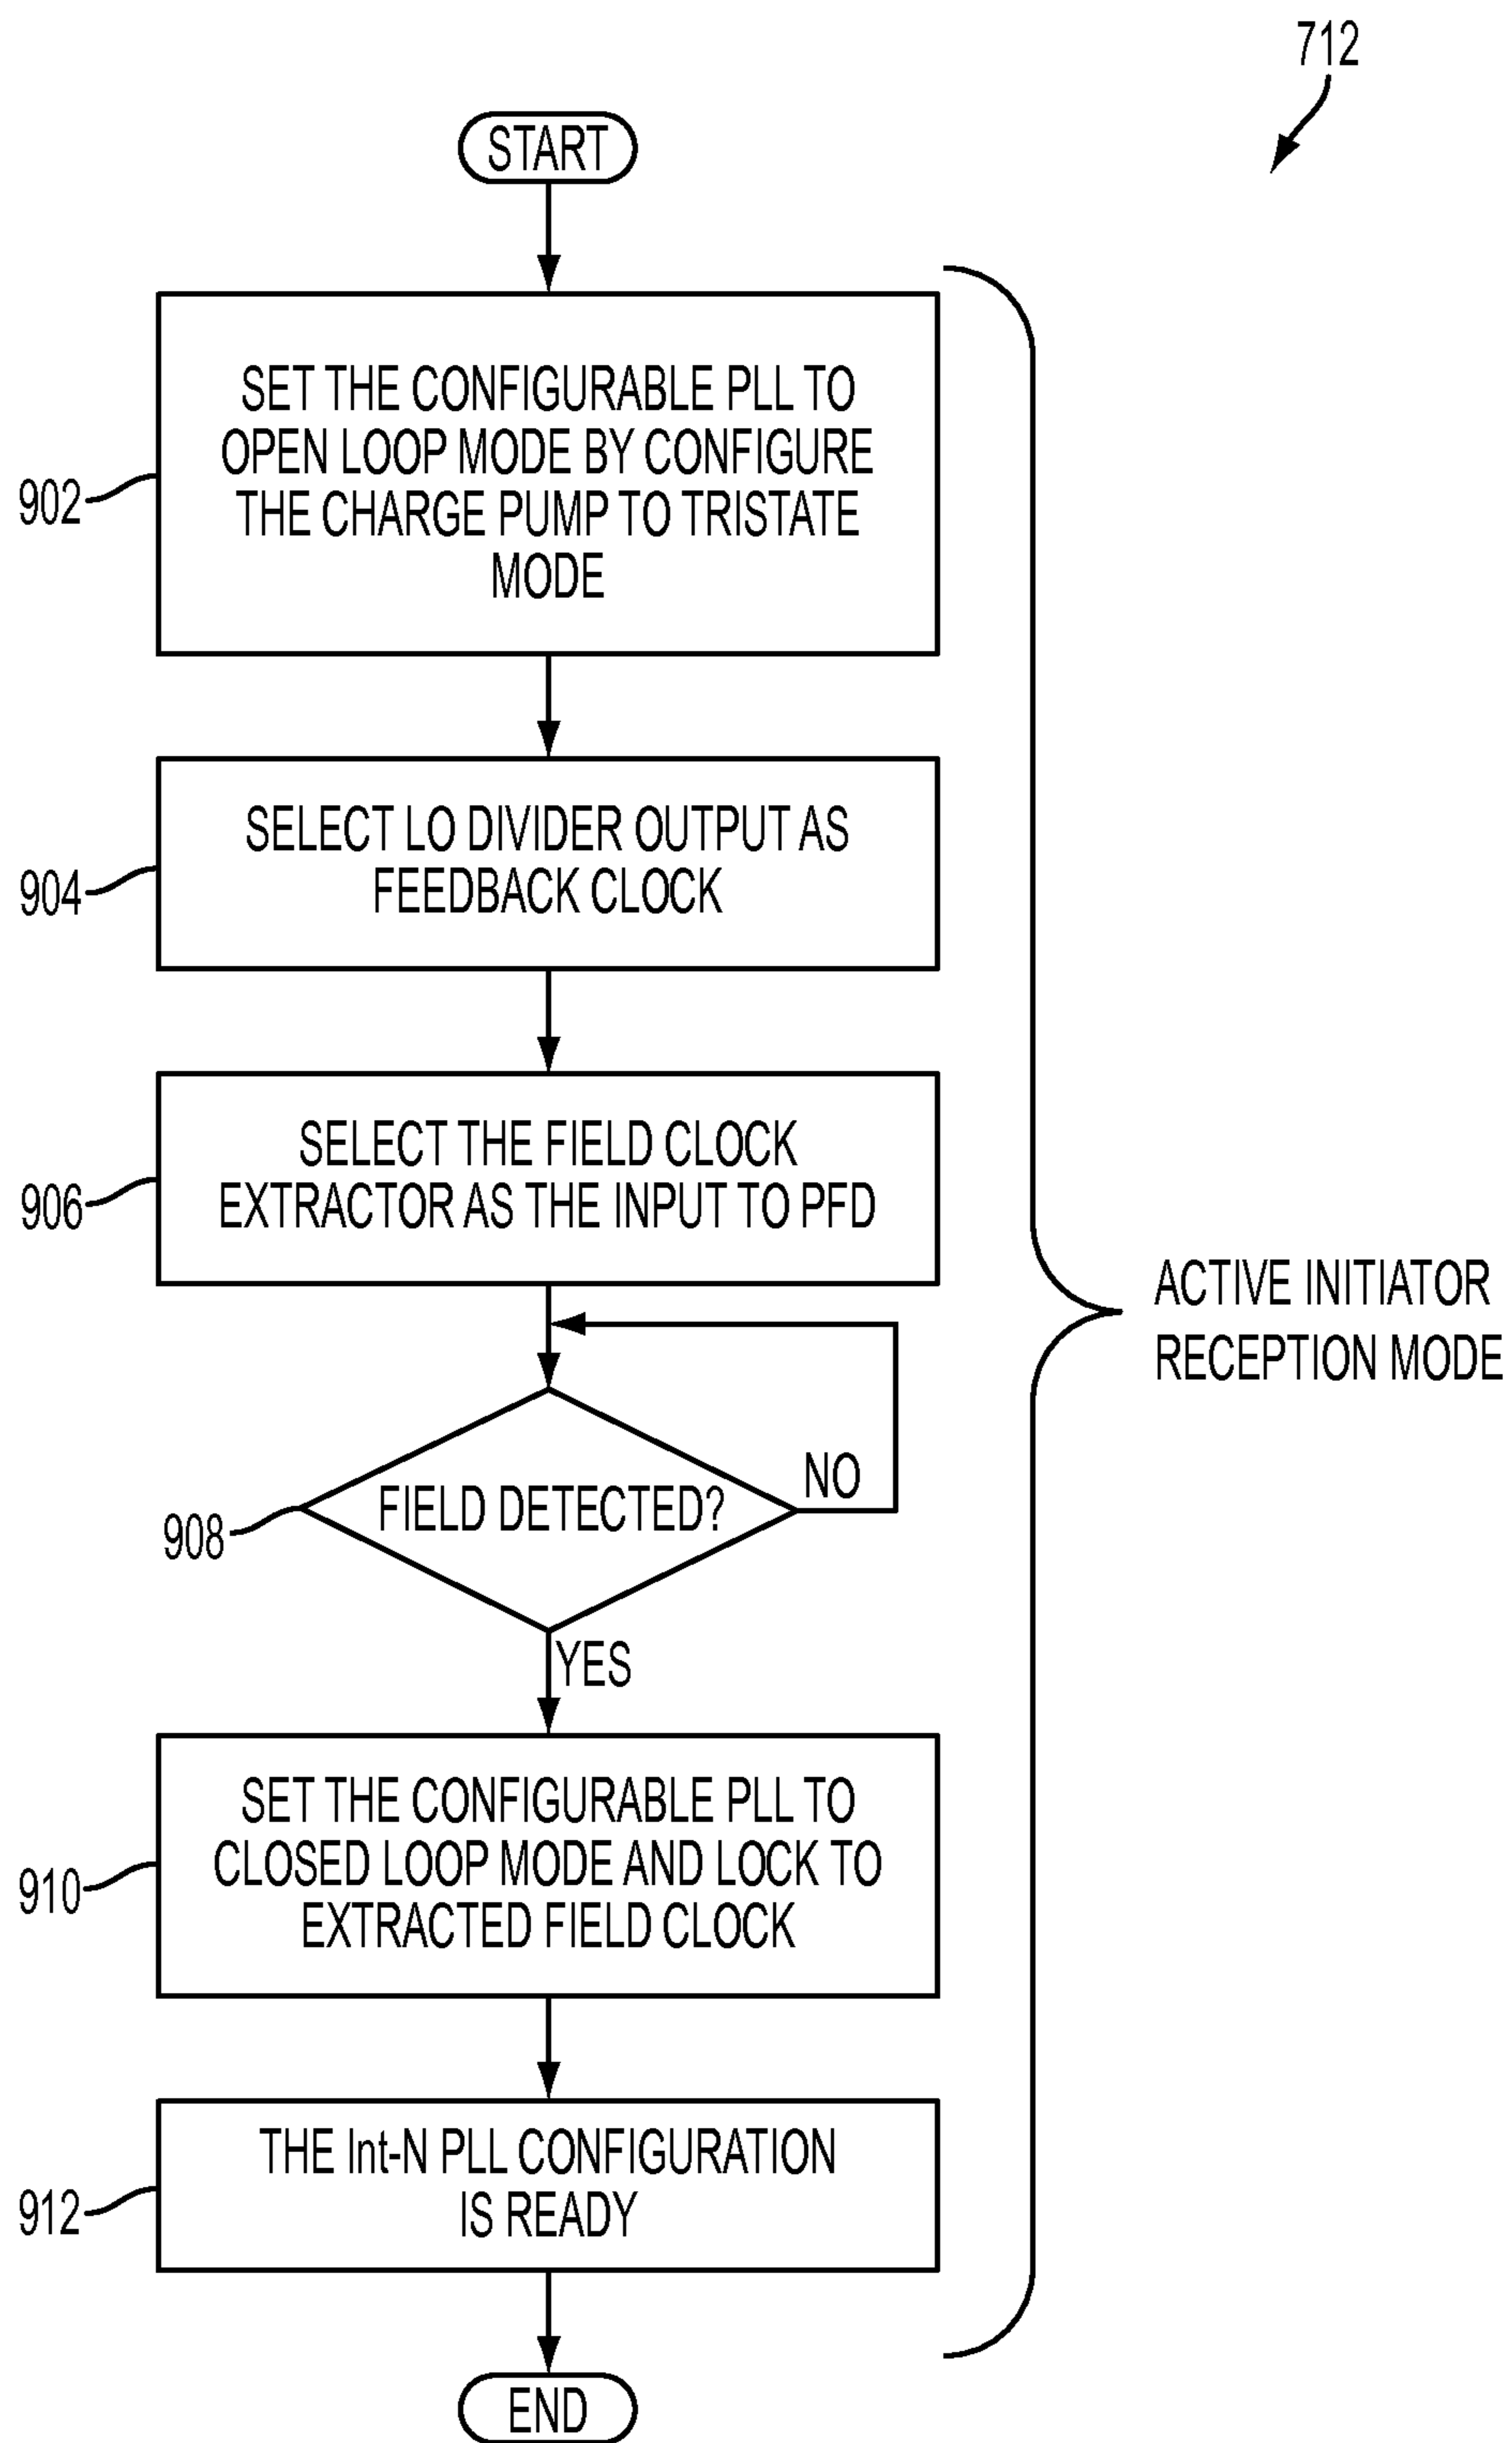 712
START
SET THE CONFIGURABLE PLL TO
OPEN LOOP MODE BY CONFIGURE
THE CHARGE PUMP TO TRISTATE
MODE
902
SELECT LO DIVIDER OUTPUT AS
FEEDBACK CLOCK
904
SELECT THE FIELD CLOCK
EXTRACTOR AS THE INPUT TO PFD
906
ACTIVE INITIATOR
RECEPTION MODE
NO
FIELD DETECTED?
908
YES
SET THE CONFIGURABLE PLL TO
CLOSED LOOP MODE AND LOCK TO
EXTRACTED FIELD CLOCK
910
THE Int-N PLL CONFIGURATION
IS READY
912
END